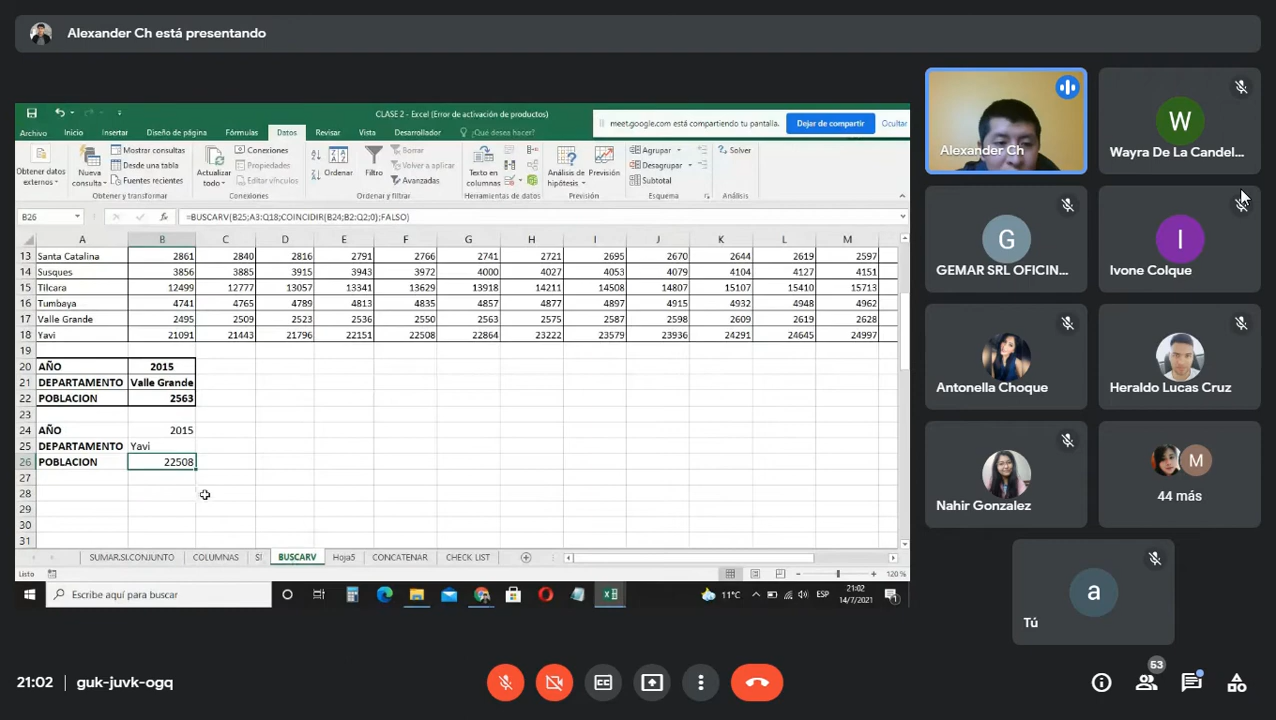 Alexander Ch está presentando
CLASE 2 - Excel (Error de activación de productos)
meet.google.com está compartiendo tu pantalla.
Dejar de compartir
Ocultar
Archivo Inicio Insertar Diseño de página Fórmulas Datos Revisar Vista Desarrollador ¿Qué desea hacer?
Obtener datos externos
Nueva consulta
Mostrar consultas
Desde una tabla
Fuentes recientes
Obtener y transformar
Actualizar todo
Conexiones
Propiedades
Editar vínculos
Conexiones
Ordenar
Filtro
Borrar
Volver a aplicar
Avanzadas
Ordenar y filtrar
Texto en columnas
Herramientas de datos
Análisis de hipótesis
Previsión
Previsión
Agrupar
Desagrupar
Subtotal
Esquema
Solver
Análisis
B26 fx =BUSCARV(B25;A3:Q18;COINCIDIR(B24;B2:Q2;0);FALSO)
A B C D E F G H I J K L M
13 Santa Catalina 2861 2840 2816 2791 2766 2741 2721 2695 2670 2644 2619 2597
14 Susques 3856 3885 3915 3943 3972 4000 4027 4053 4079 4104 4127 4151
15 Tilcara 12499 12777 13057 13341 13629 13918 14211 14508 14807 15107 15410 15713
16 Tumbaya 4741 4765 4789 4813 4835 4857 4877 4897 4915 4932 4948 4962
17 Valle Grande 2495 2509 2523 2536 2550 2563 2575 2587 2598 2609 2619 2628
18 Yavi 21091 21443 21796 22151 22508 22864 23222 23579 23936 24291 24645 24997
19
20 AÑO 2015
21 DEPARTAMENTO Valle Grande
22 POBLACION 2563
23
24 AÑO 2015
25 DEPARTAMENTO Yavi
26 POBLACION 22508
27
28
29
30
31
SUMAR.SI.CONJUNTO COLUMNAS SI BUSCARV Hoja5 CONCATENAR CHECK LIST
Listo
120 %
Escribe aquí para buscar
11°C
ESP
21:02
14/7/2021
1
Alexander Ch
W
Wayra De La Candel...
G
GEMAR SRL OFICIN...
I
Ivone Colque
Antonella Choque
Heraldo Lucas Cruz
Nahir Gonzalez
M
44 más
a
Tú
21:02 guk-juvk-ogq
53